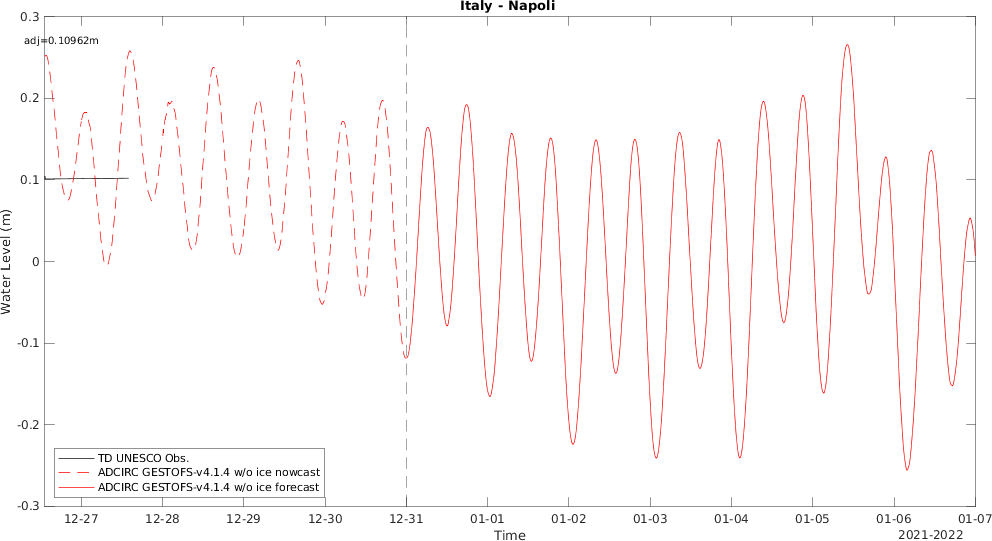 Italy - Napoli
adj=0.10962m
0.3
0.2
0.1
0
-0.1
-0.2
-0.3
Water Level (m)
TD UNESCO Obs.
ADCIRC GESTOFS-v4.1.4 w/o ice nowcast
ADCIRC GESTOFS-v4.1.4 w/o ice forecast
12-27 12-28 12-29 12-30 12-31 01-01 01-02 01-03 01-04 01-05 01-06 01-07
Time
2021-2022